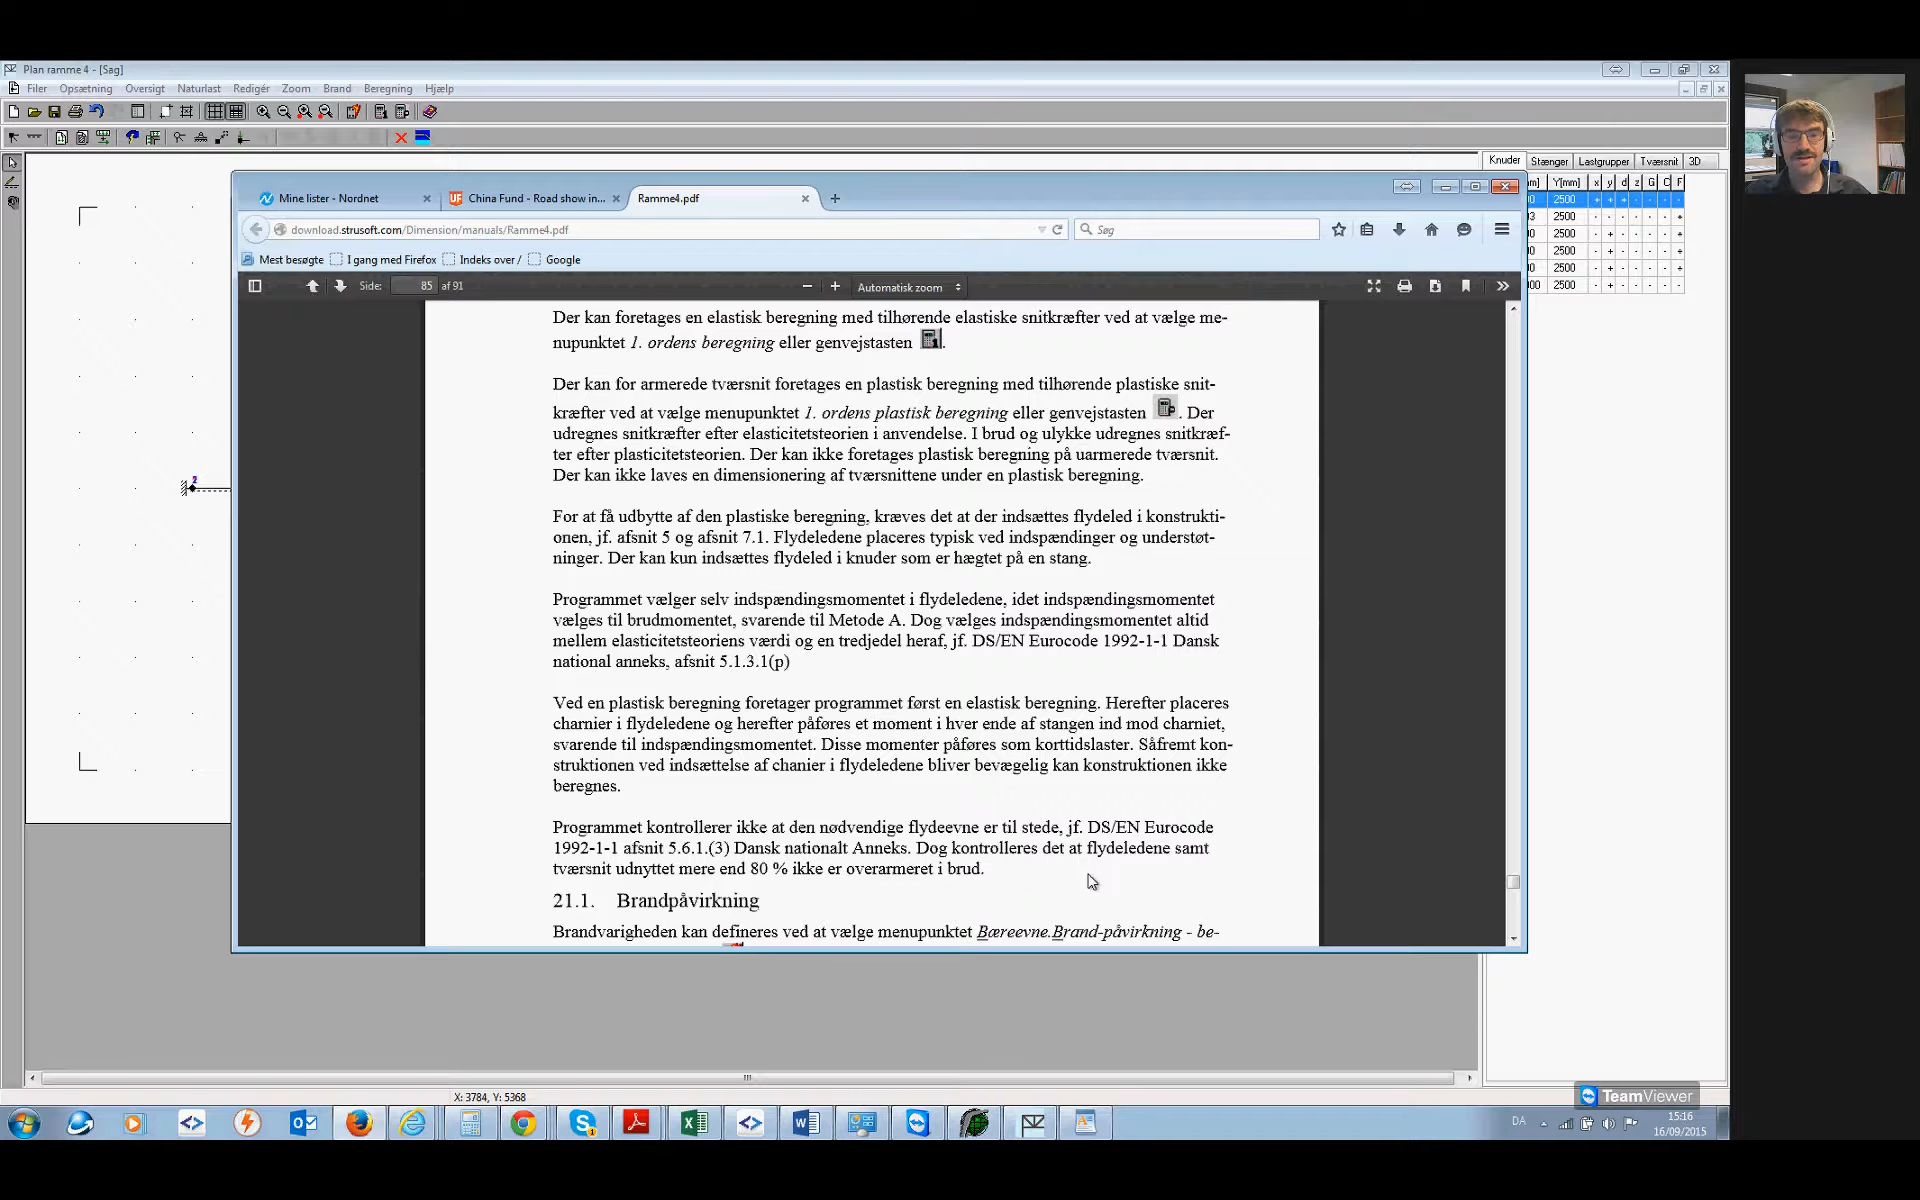 Plan ramme 4 - [Sag]
Filer Opsætning Oversigt Naturlast Redigér Zoom Brand Beregning Hjælp
Knuder Stænger Lastgrupper Tværsnit 3D
m] Y[mm] x y d z G C F
00 2500
13 2500
00 2500
00 2500
00 2500
000 2500
2
Mine lister - Nordnet
China Fund - Road show in...
Ramme4.pdf
download.strusoft.com/Dimension/manuals/Ramme4.pdf
Søg
Mest besøgte I gang med Firefox Indeks over / Google
Side: 85 af 91
Automatisk zoom
Der kan foretages en elastisk beregning med tilhørende elastiske snitkræfter ved at vælge me-
nupunktet 1. ordens beregning eller genvejstasten .
Der kan for armerede tværsnit foretages en plastisk beregning med tilhørende plastiske snit-
kræfter ved at vælge menupunktet 1. ordens plastisk beregning eller genvejstasten . Der
udregnes snitkræfter efter elasticitetsteorien i anvendelse. I brud og ulykke udregnes snitkræf-
ter efter plasticitetsteorien. Der kan ikke foretages plastisk beregning på uarmerede tværsnit.
Der kan ikke laves en dimensionering af tværsnittene under en plastisk beregning.
For at få udbytte af den plastiske beregning, kræves det at der indsættes flydeled i konstrukti-
onen, jf. afsnit 5 og afsnit 7.1. Flydeledene placeres typisk ved indspændinger og understøt-
ninger. Der kan kun indsættes flydeled i knuder som er hægtet på en stang.
Programmet vælger selv indspændingsmomentet i flydeledene, idet indspændingsmomentet
vælges til brudmomentet, svarende til Metode A. Dog vælges indspændingsmomentet altid
mellem elasticitetsteoriens værdi og en tredjedel heraf, jf. DS/EN Eurocode 1992-1-1 Dansk
national anneks, afsnit 5.1.3.1(p)
Ved en plastisk beregning foretager programmet først en elastisk beregning. Herefter placeres
charnier i flydeledene og herefter påføres et moment i hver ende af stangen ind mod charniet,
svarende til indspændingsmomentet. Disse momenter påføres som korttidslaster. Såfremt kon-
struktionen ved indsættelse af chanier i flydeledene bliver bevægelig kan konstruktionen ikke
beregnes.
Programmet kontrollerer ikke at den nødvendige flydeevne er til stede, jf. DS/EN Eurocode
1992-1-1 afsnit 5.6.1.(3) Dansk nationalt Anneks. Dog kontrolleres det at flydeledene samt
tværsnit udnyttet mere end 80 % ikke er overarmeret i brud.
21.1. Brandpåvirkning
Brandvarigheden kan defineres ved at vælge menupunktet Bæreevne.Brand-påvirkning - be-
X: 3784, Y: 5368
TeamViewer
DA
15:16
16/09/2015